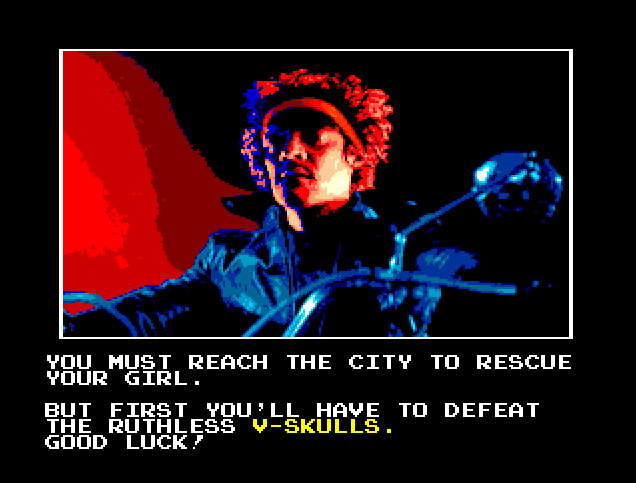 YOU MUST REACH THE CITY TO RESCUE
YOUR GIRL.
BUT FIRST YOU'LL HAVE TO DEFEAT
THE RUTHLESS V-SKULLS.
GOOD LUCK!